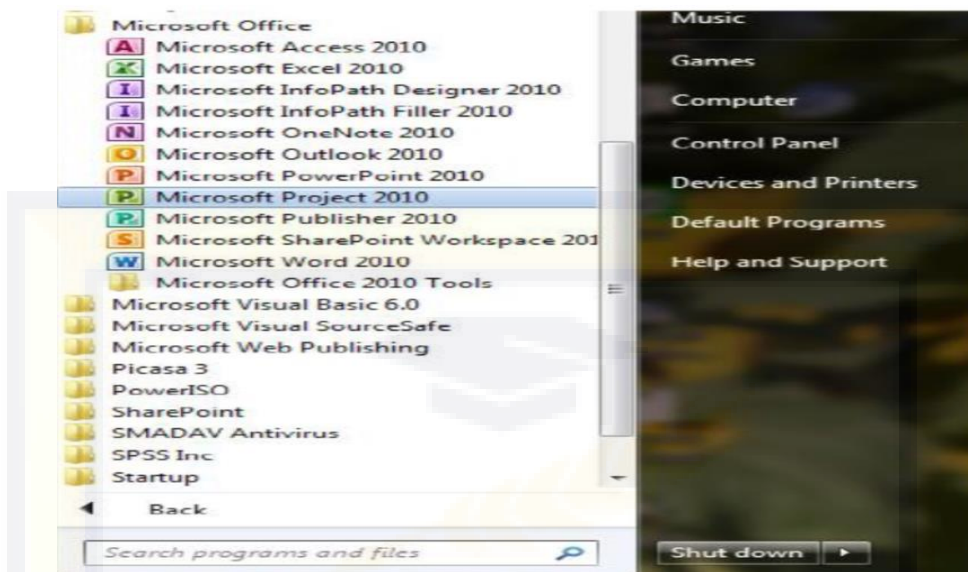 Microsoft Office
Microsoft Access 2010
Microsoft Excel 2010
Microsoft InfoPath Designer 2010
Microsoft InfoPath Filler 2010
Microsoft OneNote 2010
Microsoft Outlook 2010
Microsoft PowerPoint 2010
Microsoft Project 2010
Microsoft Publisher 2010
Microsoft SharePoint Workspace 201
Microsoft Word 2010
Microsoft Office 2010 Tools
Microsoft Visual Basic 6.0
Microsoft Visual SourceSafe
Microsoft Web Publishing
Picasa 3
PowerISO
SharePoint
SMADAV Antivirus
SPSS Inc
Startup
Back
Search programs and files
Music
Games
Computer
Control Panel
Devices and Printers
Default Programs
Help and Support
Shut down